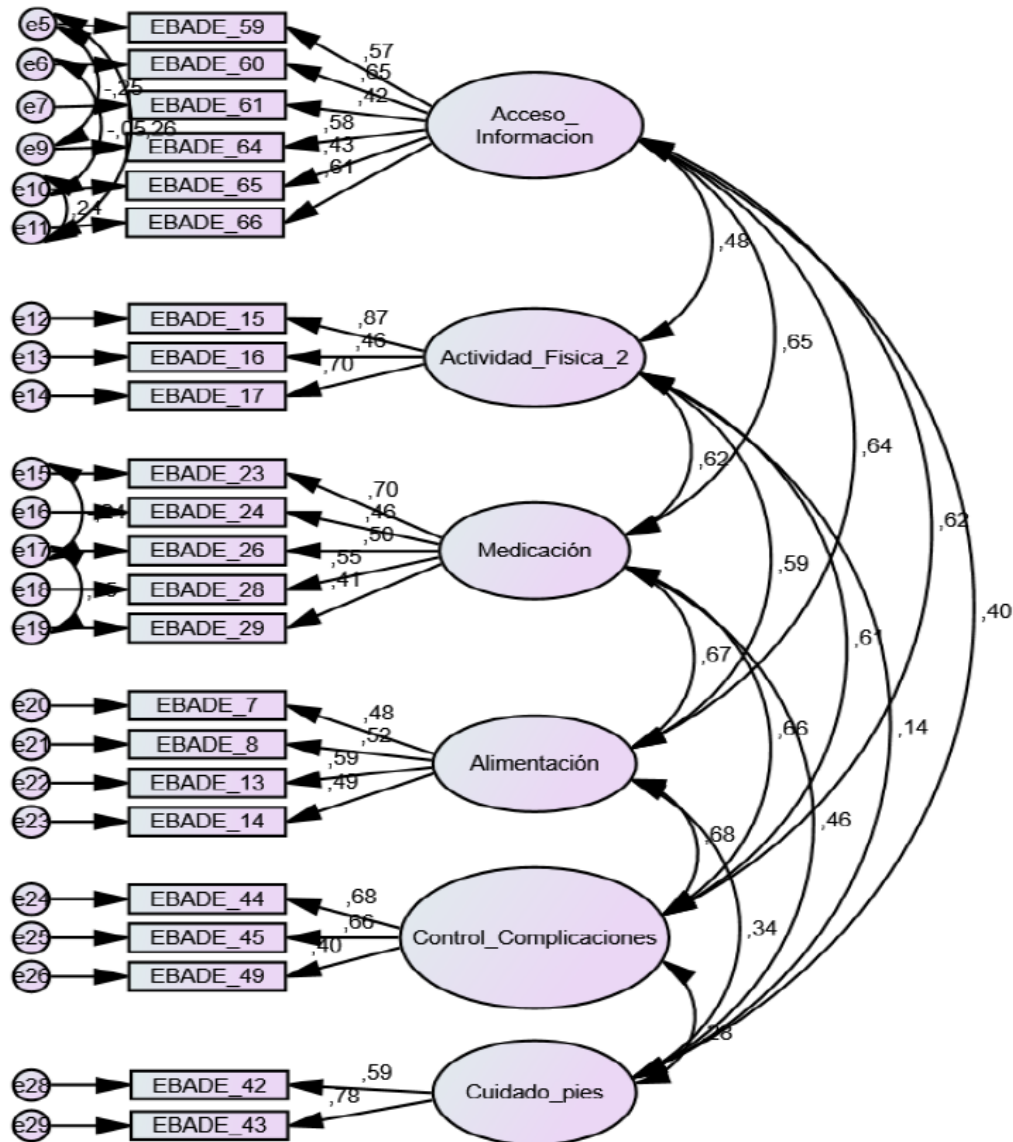 e5
EBADE_59
,57
e6
EBADE_60
,65
-,25
e7
EBADE_61
,42
Acceso_
Informacion
-,05
,26
e9
EBADE_64
,58
e10
EBADE_65
,43
,24
e11
EBADE_66
,61
,48
e12
EBADE_15
,87
e13
EBADE_16
,46
Actividad_Fisica_2
,65
e14
EBADE_17
,70
,64
,62
e15
EBADE_23
,70
e16
EBADE_24
,46
,62
e17
EBADE_26
,50
Medicación
,59
e18
EBADE_28
,55
e19
EBADE_29
,41
,40
,61
,67
e20
EBADE_7
,48
,66
,14
e21
EBADE_8
,52
e22
EBADE_13
,59
Alimentación
e23
EBADE_14
,49
,46
,68
e24
EBADE_44
,68
e25
EBADE_45
,66
Control_Complicaciones
,34
e26
EBADE_49
,40
,28
e28
EBADE_42
,59
Cuidado_pies
e29
EBADE_43
,78